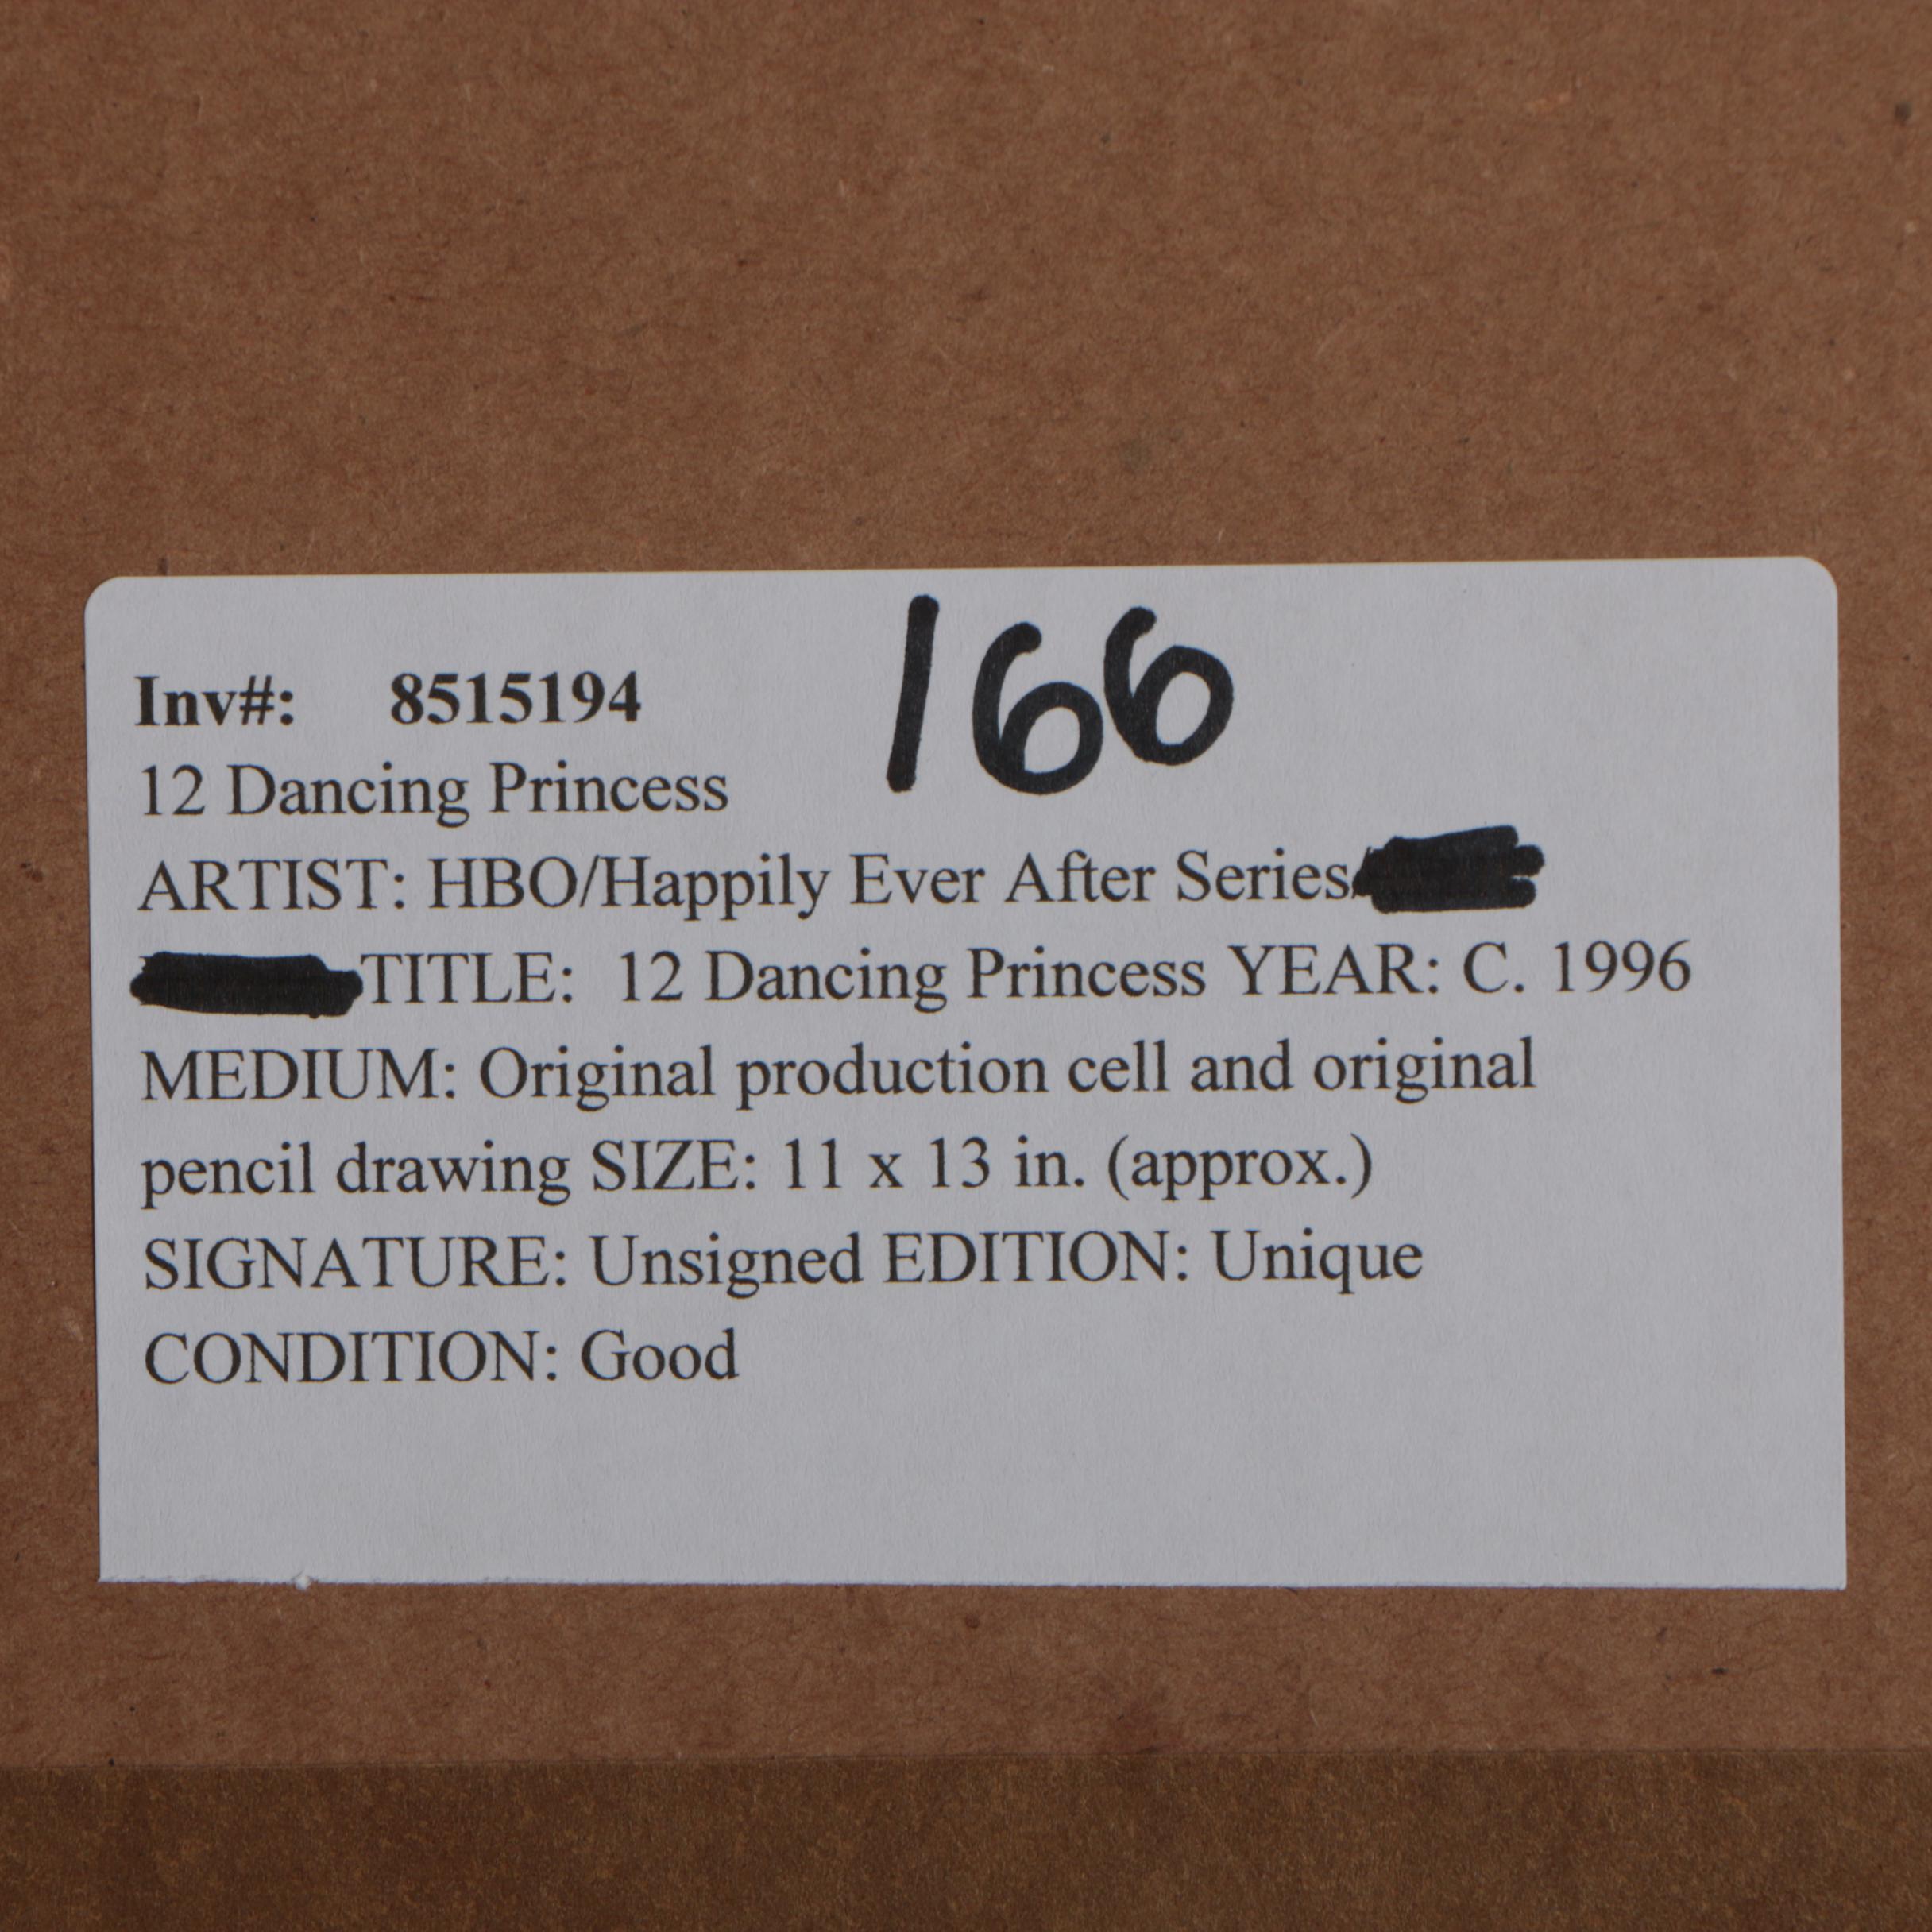 166
Inv#: 8515194
12 Dancing Princess
ARTIST: HBO/Happily Ever After Series/
TITLE: 12 Dancing Princess YEAR: C. 1996
MEDIUM: Original production cell and original
pencil drawing SIZE: 11 x 13 in. (approx.)
SIGNATURE: Unsigned EDITION: Unique
CONDITION: Good